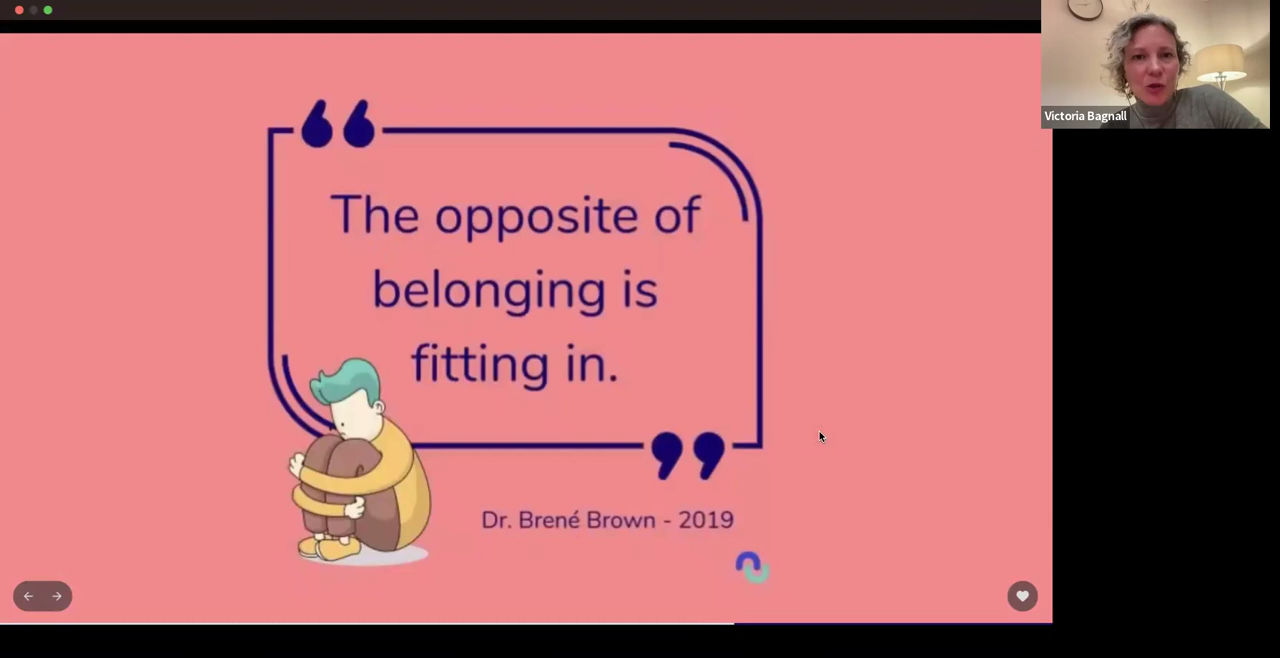 Victoria Bagnall
The opposite of
belonging is
fitting in.
Dr. Brené Brown - 2019